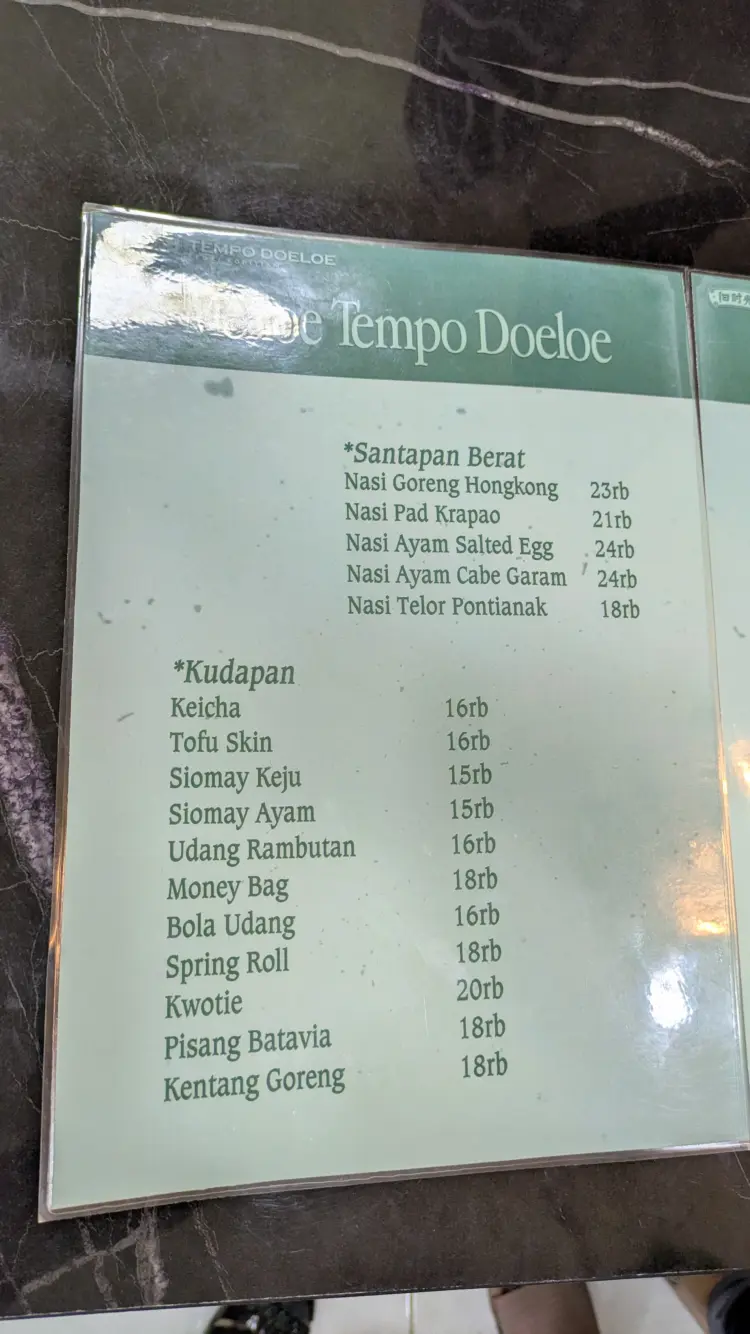 TEMPO DOELOE
Tempo Doeloe
*Santapan Berat
Nasi Goreng Hongkong 23rb
Nasi Pad Krapao 21rb
Nasi Ayam Salted Egg 24rb
Nasi Ayam Cabe Garam 24rb
Nasi Telor Pontianak 18rb
*Kudapan
Keicha 16rb
Tofu Skin 16rb
Siomay Keju 15rb
Siomay Ayam 15rb
Udang Rambutan 16rb
Money Bag 18rb
Bola Udang 16rb
Spring Roll 18rb
Kwotie 20rb
Pisang Batavia 18rb
Kentang Goreng 18rb